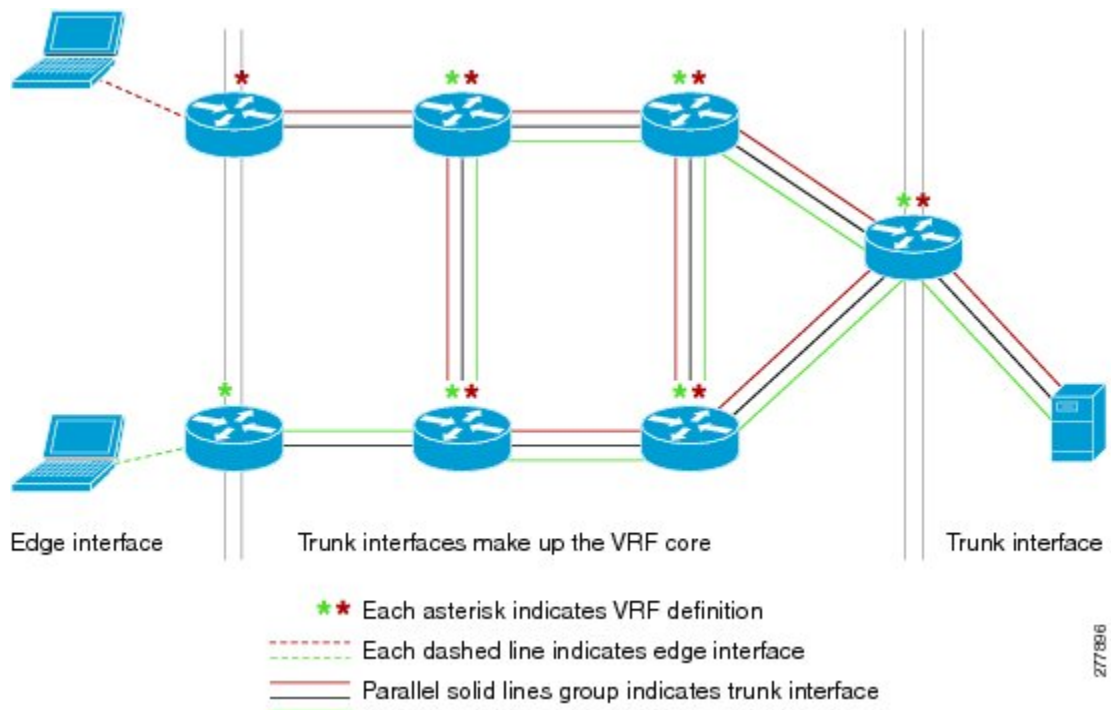 * *
* * *
* *
* * * * *
Edge interface
Trunk interfaces make up the VRF core
Trunk interface
* * Each asterisk indicates VRF definition
Each dashed line indicates edge interface
Parallel solid lines group indicates trunk interface
277896